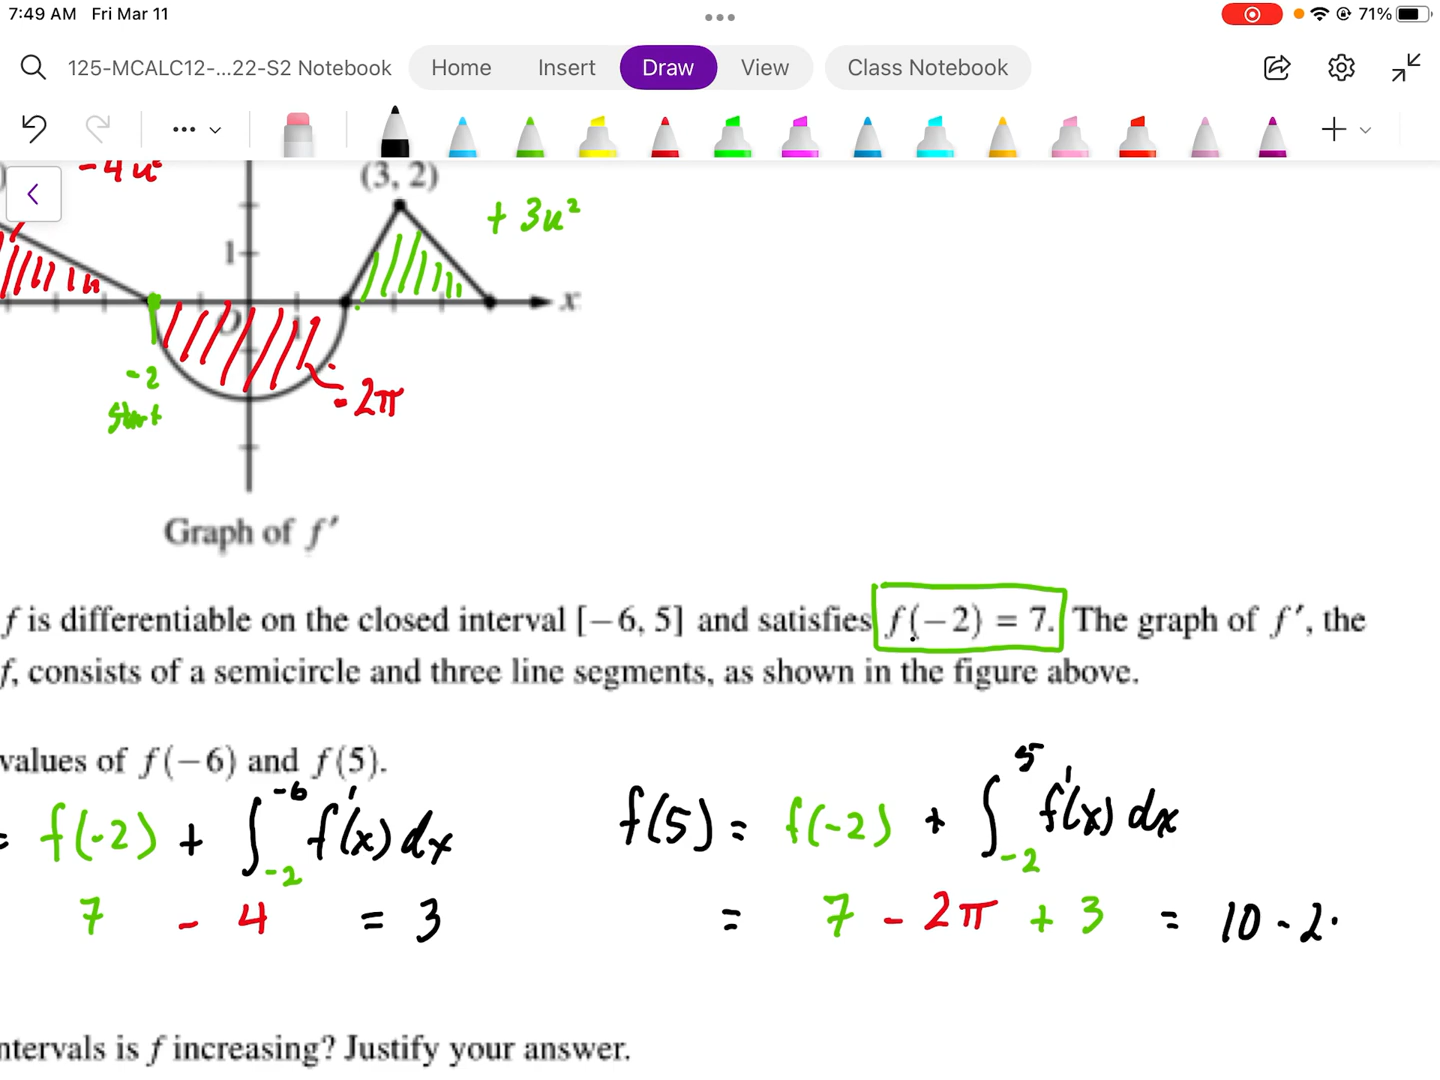 7:49 AM Fri Mar 11
71%
125-MCALC12-...22-S2 Notebook Home Insert Draw View Class Notebook
-4u²
(3, 2)
+ 3u²
1
x
O
-2
start
- 2π
Graph of f′
f is differentiable on the closed interval [−6, 5] and satisfies f(−2) = 7. The graph of f′, the
f, consists of a semicircle and three line segments, as shown in the figure above.
values of f(−6) and f(5).
= f(-2) + ∫₋₂⁻⁶ f′(x) dx
7 - 4 = 3
f(5) = f(-2) + ∫₋₂⁵ f′(x) dx
= 7 - 2π + 3 = 10 - 2
ntervals is f increasing? Justify your answer.